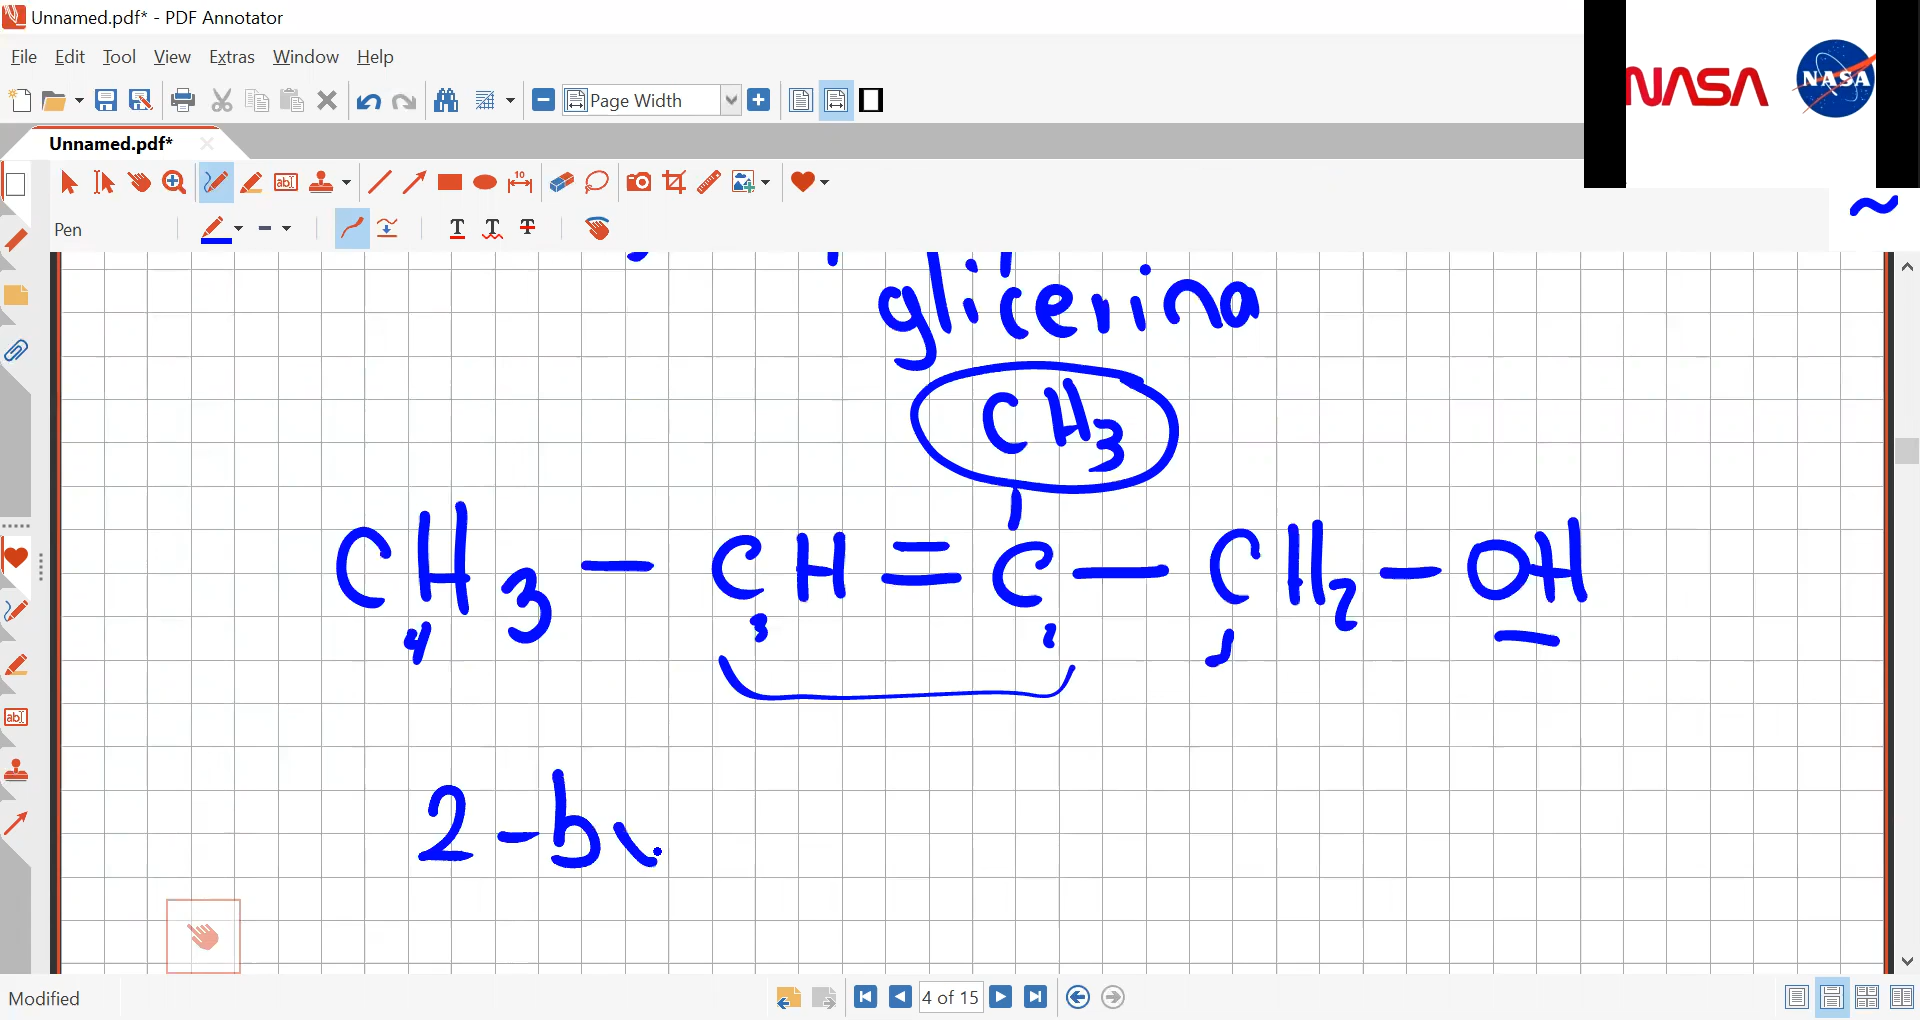 Unnamed.pdf* - PDF Annotator
File Edit Tool View Extras Window Help
NASA NASA
Page Width
Unnamed.pdf*
Pen
glicerina
CH3
CH3 - CH = C - CH2 - OH
4 3 2 1
2-bu
Modified
4 of 15